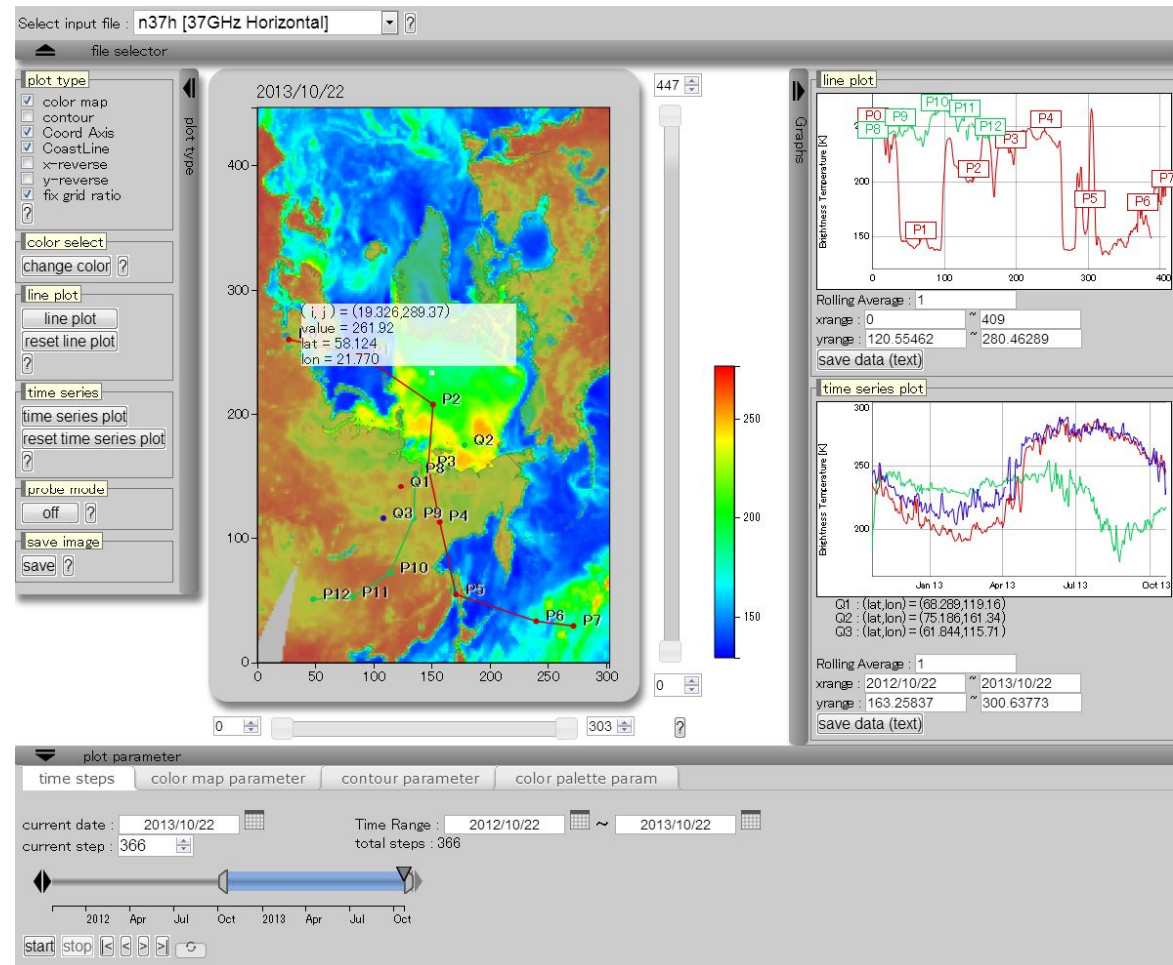 Select input file : n37h [37GHz Horizontal] ?
file selector
plot type
color map
contour
Coord Axis
CoastLine
x-reverse
y-reverse
fix grid ratio
?
color select
change color ?
line plot
line plot
reset line plot
?
time series
time series plot
reset time series plot
?
probe mode
off ?
save image
save ?
plot type
2013/10/22
400
300
200
100
0
0 50 100 150 200 250 300
( i, j ) = (19.326,289.37)
value = 261.92
lat = 58.124
lon = 21.770
P2
Q2
P3
P8
Q1
Q3 P9 P4
P10
P12 P11 P5
P6 P7
447
0
0 303 ?
250
200
150
Graphs
line plot
P0 P9 P10 P11
P8 P12 P4
P3
P2
P1 P5 P6 P7
Brightness Temperature [K]
200
150
0 100 200 300 400
Rolling Average : 1
xrange : 0 ~ 409
yrange : 120.55462 ~ 280.46289
save data (text)
time series plot
Brightness Temperature [K]
300
250
200
Jan 13 Apr 13 Jul 13 Oct 13
Q1 : (lat,lon) = (68.289,119.16)
Q2 : (lat,lon) = (75.186,161.34)
Q3 : (lat,lon) = (61.844,115.71)
Rolling Average : 1
xrange : 2012/10/22 ~ 2013/10/22
yrange : 163.25837 ~ 300.63773
save data (text)
plot parameter
time steps color map parameter contour parameter color palette param
current date : 2013/10/22 Time Range : 2012/10/22 ~ 2013/10/22
current step : 366 total steps : 366
2012 Apr Jul Oct 2013 Apr Jul Oct
start stop |< < > >|